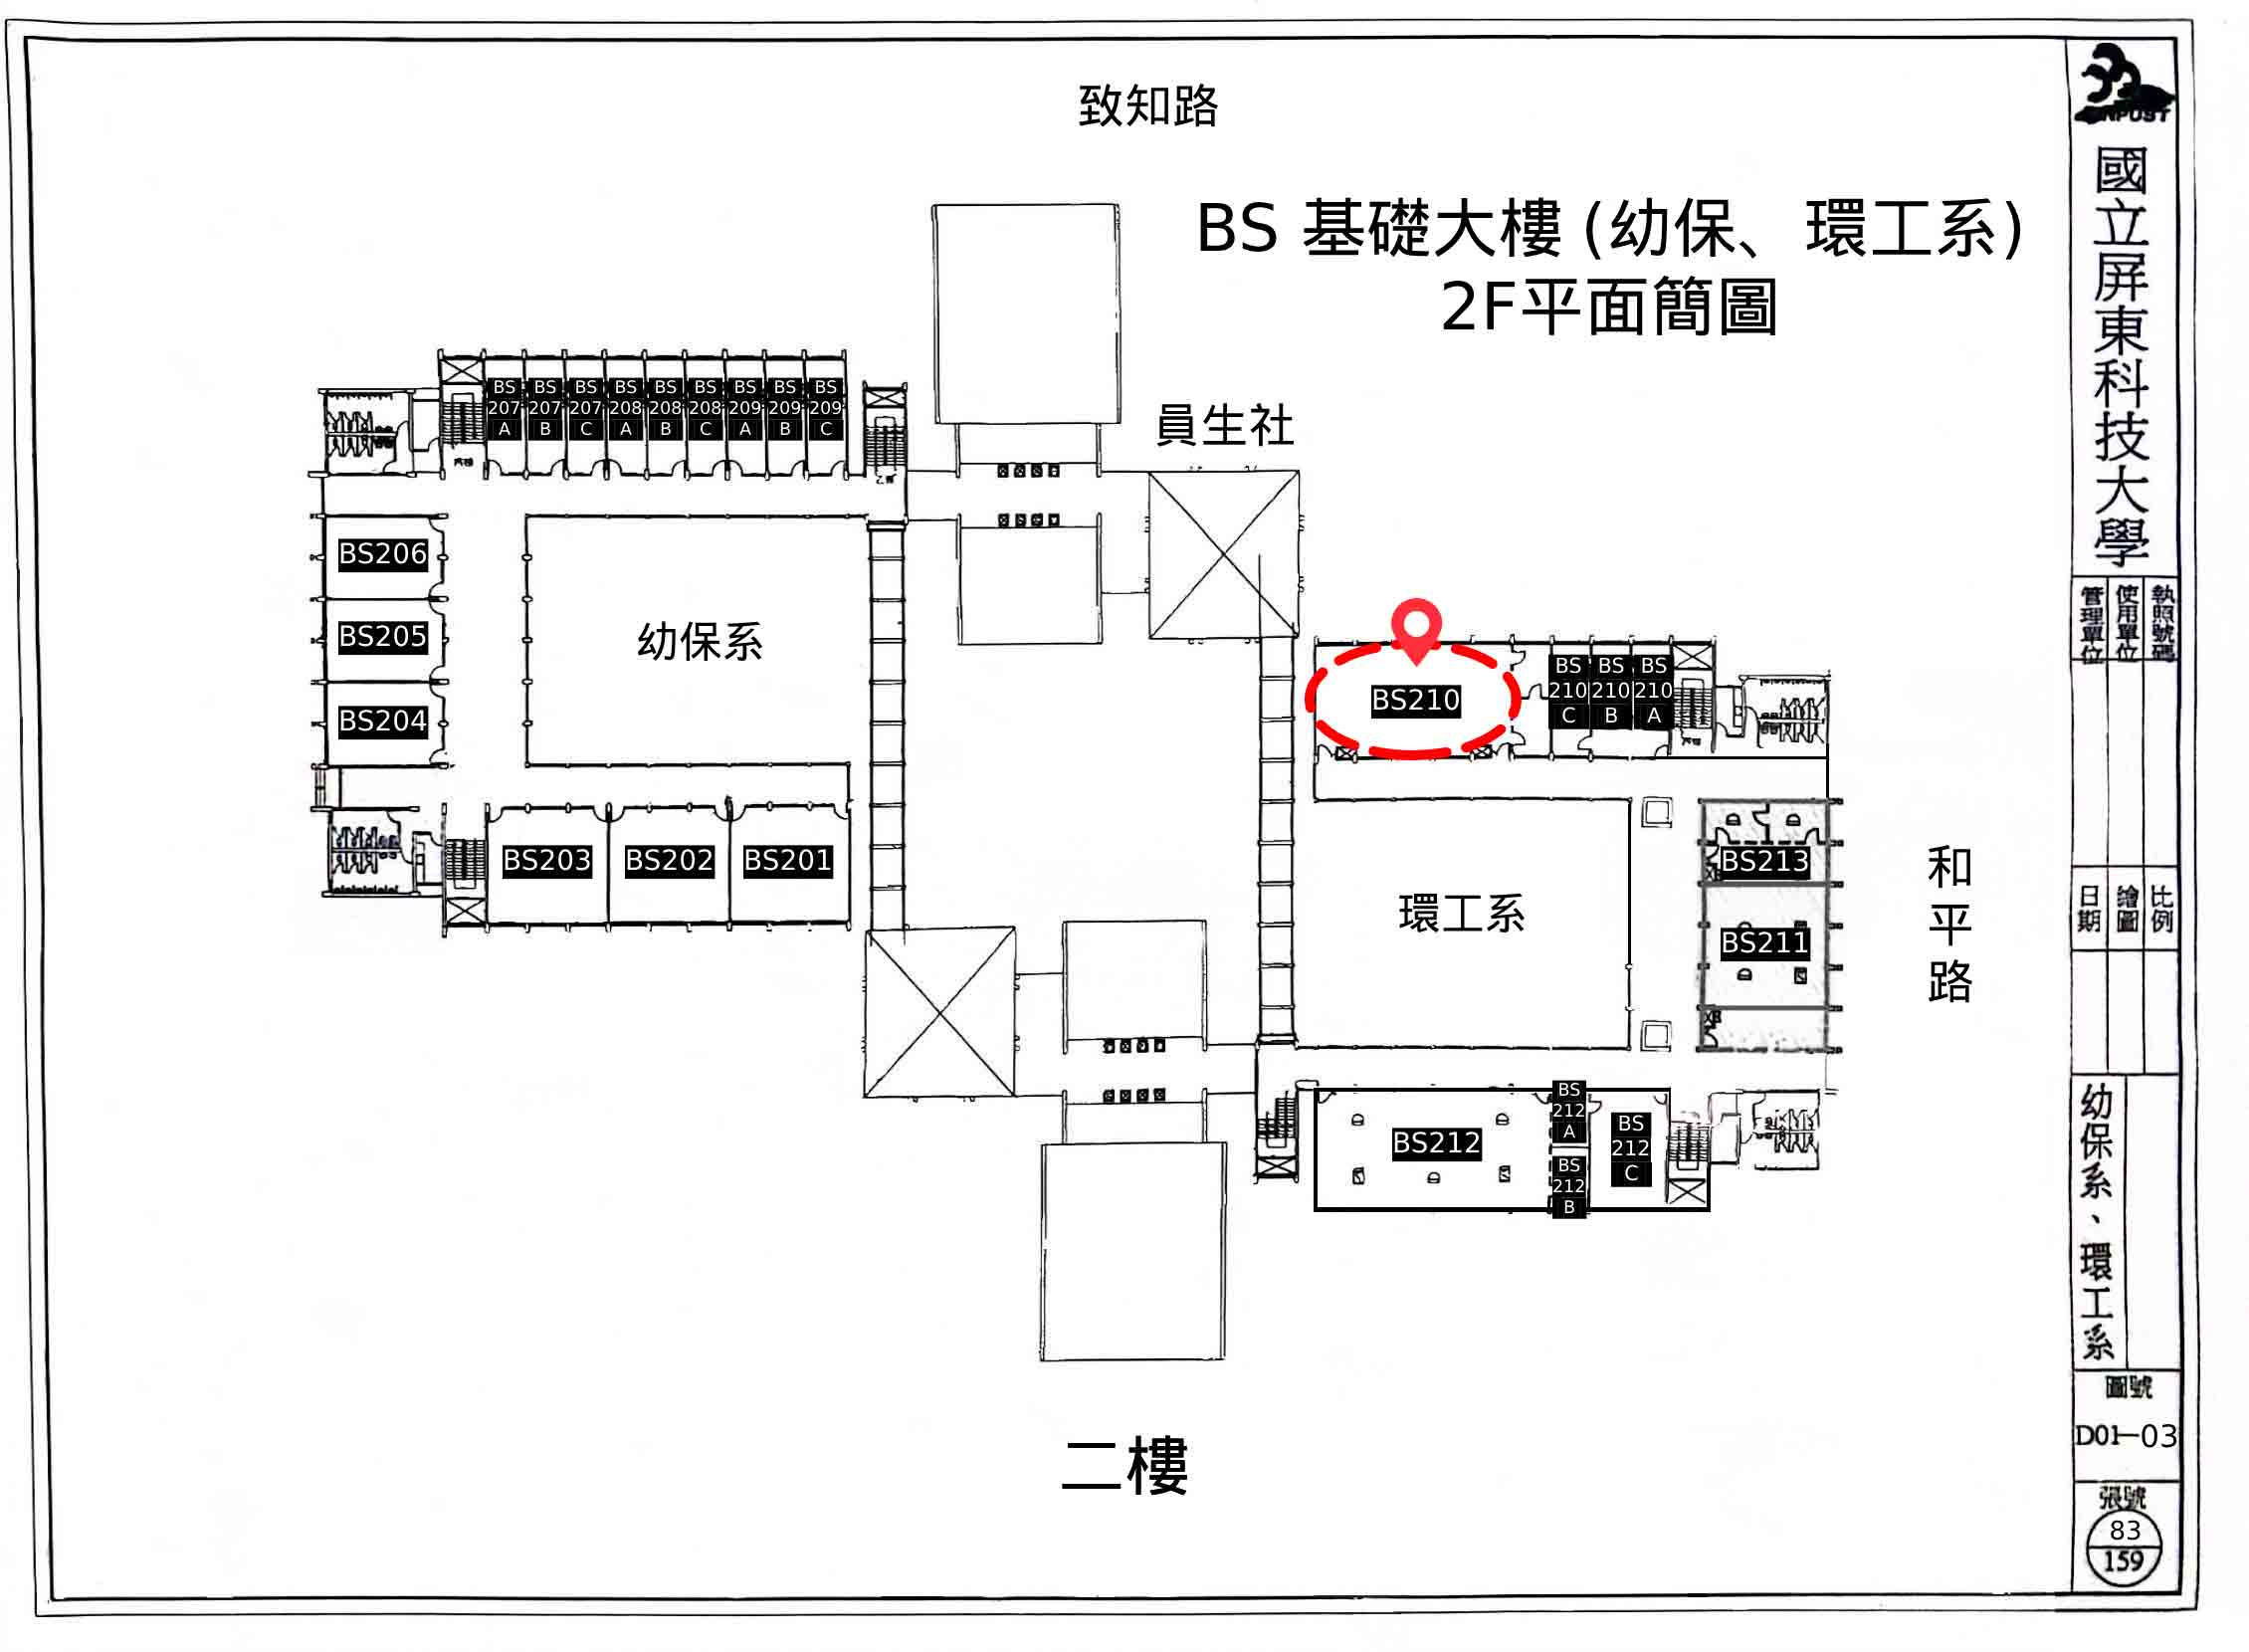 致知路
BS 基礎大樓 (幼保、環工系)
2F平面簡圖
員生社
BS
207
A
BS
207
B
BS
207
C
BS
208
A
BS
208
B
BS
208
C
BS
209
A
BS
209
B
BS
209
C
BS206
BS205
BS204
幼保系
BS203
BS202
BS201
BS210
BS
210
C
BS
210
B
BS
210
A
環工系
BS213
BS211
BS212
BS
212
A
BS
212
B
BS
212
C
和平路
二樓
NPUST
國立屏東科技大學
管理單位
使用單位
執照號碼
日期
繪圖
比例
幼保系、環工系
圖號
D01-03
張號
83
159